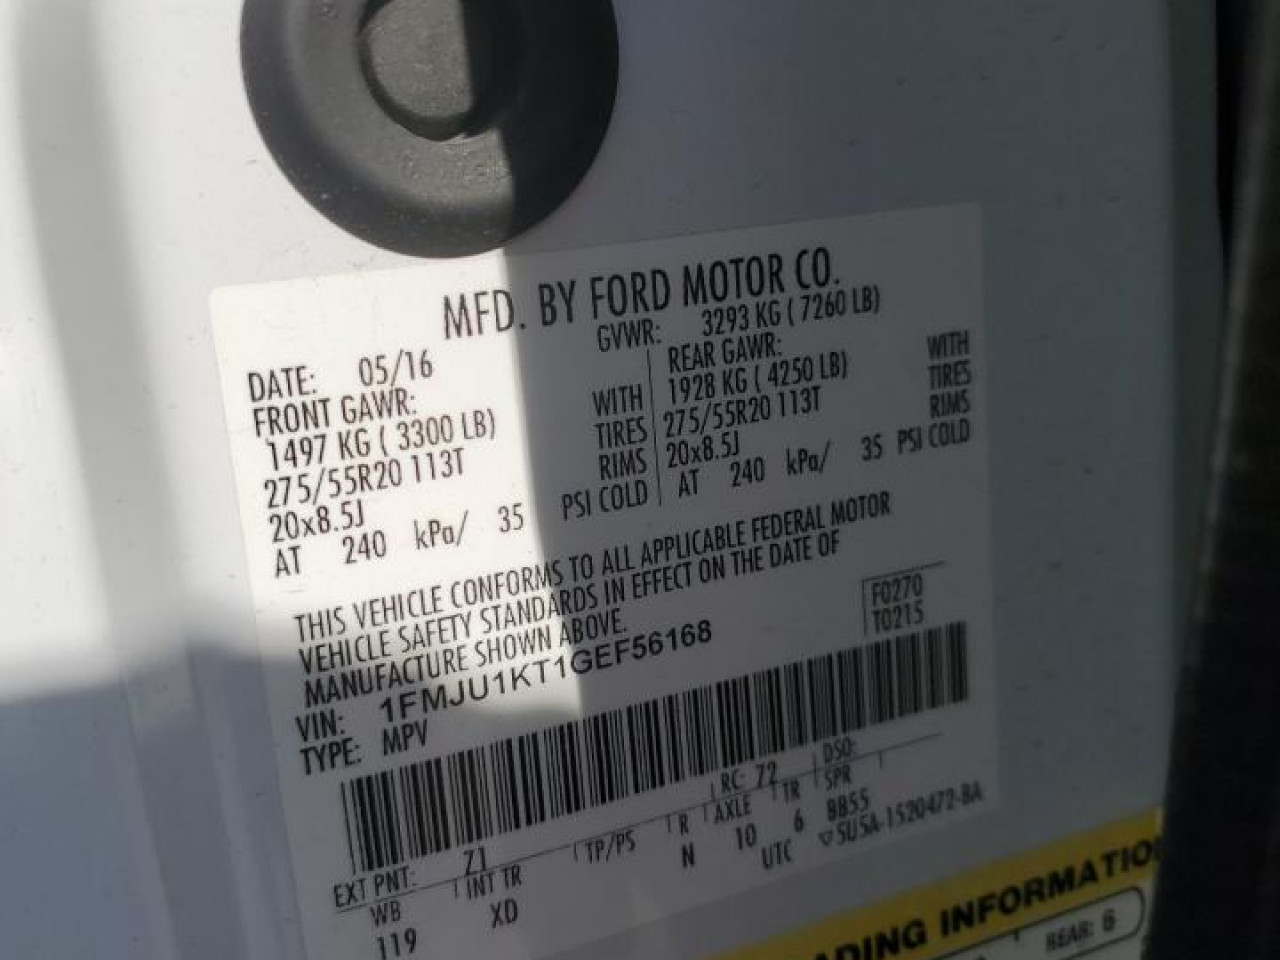 MFD. BY FORD MOTOR CO.
DATE: 05/16 GVWR: 3293 KG ( 7260 LB)
FRONT GAWR: REAR GAWR:
1497 KG ( 3300 LB) WITH 1928 KG ( 4250 LB) WITH
275/55R20 113T TIRES 275/55R20 113T TIRES
20x8.5J RIMS 20x8.5J RIMS
AT 240 kPa/ 35 PSI COLD AT 240 kPa/ 35 PSI COLD
THIS VEHICLE CONFORMS TO ALL APPLICABLE FEDERAL MOTOR
VEHICLE SAFETY STANDARDS IN EFFECT ON THE DATE OF
MANUFACTURE SHOWN ABOVE.
VIN: 1FMJU1KT1GEF56168 F0270
TYPE: MPV T0215
EXT PNT: Z1 RC: 72 DSO:
WB INT TR TP/PS R AXLE TR SPR
119 XD N 10 6 BB55
UTC ▽5U5A-1520472-BA
ADING INFORMATIO
REAR: 6